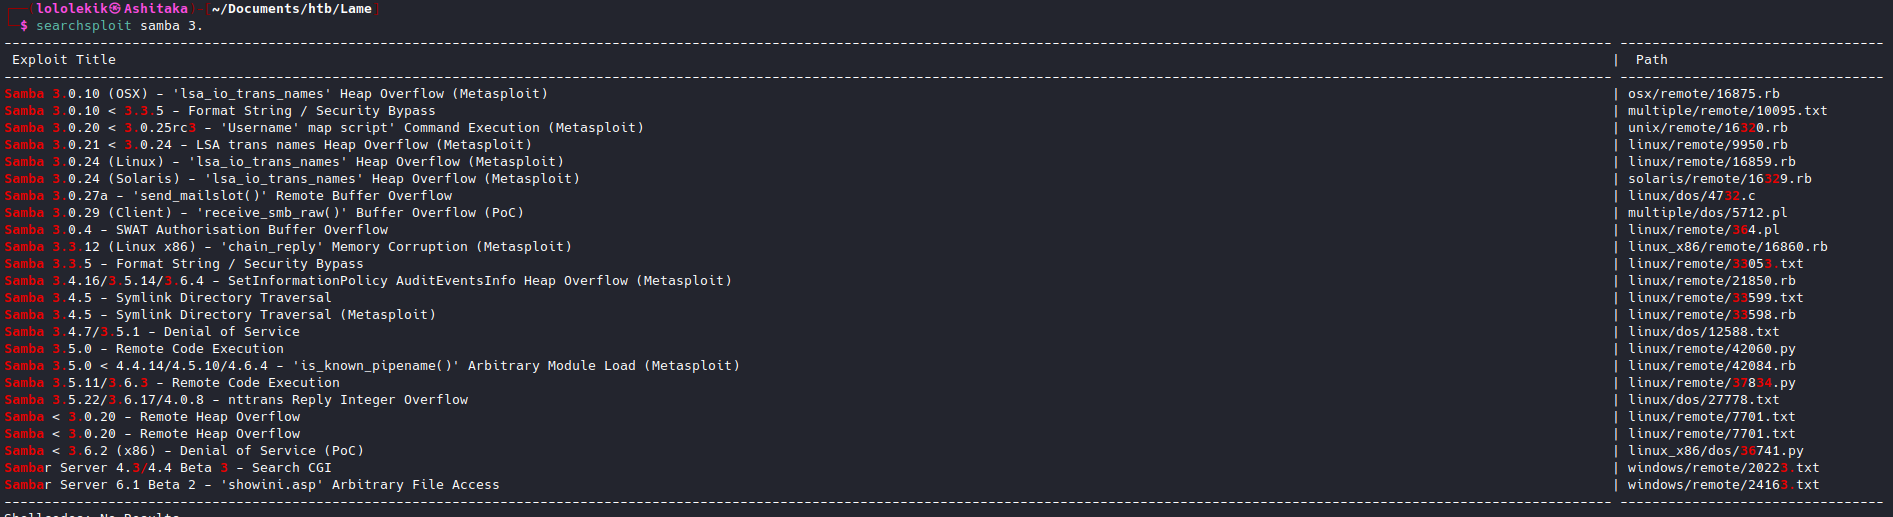 (lololekik㉿Ashitaka)-[~/Documents/htb/Lame]
$ searchsploit samba 3.
Exploit Title | Path
Samba 3.0.10 (OSX) - 'lsa_io_trans_names' Heap Overflow (Metasploit) | osx/remote/16875.rb
Samba 3.0.10 < 3.3.5 - Format String / Security Bypass | multiple/remote/10095.txt
Samba 3.0.20 < 3.0.25rc3 - 'Username' map script' Command Execution (Metasploit) | unix/remote/16320.rb
Samba 3.0.21 < 3.0.24 - LSA trans names Heap Overflow (Metasploit) | linux/remote/9950.rb
Samba 3.0.24 (Linux) - 'lsa_io_trans_names' Heap Overflow (Metasploit) | linux/remote/16859.rb
Samba 3.0.24 (Solaris) - 'lsa_io_trans_names' Heap Overflow (Metasploit) | solaris/remote/16329.rb
Samba 3.0.27a - 'send_mailslot()' Remote Buffer Overflow | linux/dos/4732.c
Samba 3.0.29 (Client) - 'receive_smb_raw()' Buffer Overflow (PoC) | multiple/dos/5712.pl
Samba 3.0.4 - SWAT Authorisation Buffer Overflow | linux/remote/364.pl
Samba 3.3.12 (Linux x86) - 'chain_reply' Memory Corruption (Metasploit) | linux_x86/remote/16860.rb
Samba 3.3.5 - Format String / Security Bypass | linux/remote/33053.txt
Samba 3.4.16/3.5.14/3.6.4 - SetInformationPolicy AuditEventsInfo Heap Overflow (Metasploit) | linux/remote/21850.rb
Samba 3.4.5 - Symlink Directory Traversal | linux/remote/33599.txt
Samba 3.4.5 - Symlink Directory Traversal (Metasploit) | linux/remote/33598.rb
Samba 3.4.7/3.5.1 - Denial of Service | linux/dos/12588.txt
Samba 3.5.0 - Remote Code Execution | linux/remote/42060.py
Samba 3.5.0 < 4.4.14/4.5.10/4.6.4 - 'is_known_pipename()' Arbitrary Module Load (Metasploit) | linux/remote/42084.rb
Samba 3.5.11/3.6.3 - Remote Code Execution | linux/remote/37834.py
Samba 3.5.22/3.6.17/4.0.8 - nttrans Reply Integer Overflow | linux/dos/27778.txt
Samba < 3.0.20 - Remote Heap Overflow | linux/remote/7701.txt
Samba < 3.0.20 - Remote Heap Overflow | linux/remote/7701.txt
Samba < 3.6.2 (x86) - Denial of Service (PoC) | linux_x86/dos/36741.py
Sambar Server 4.3/4.4 Beta 3 - Search CGI | windows/remote/20223.txt
Sambar Server 6.1 Beta 2 - 'showini.asp' Arbitrary File Access | windows/remote/24163.txt
Shellcodes: No Results